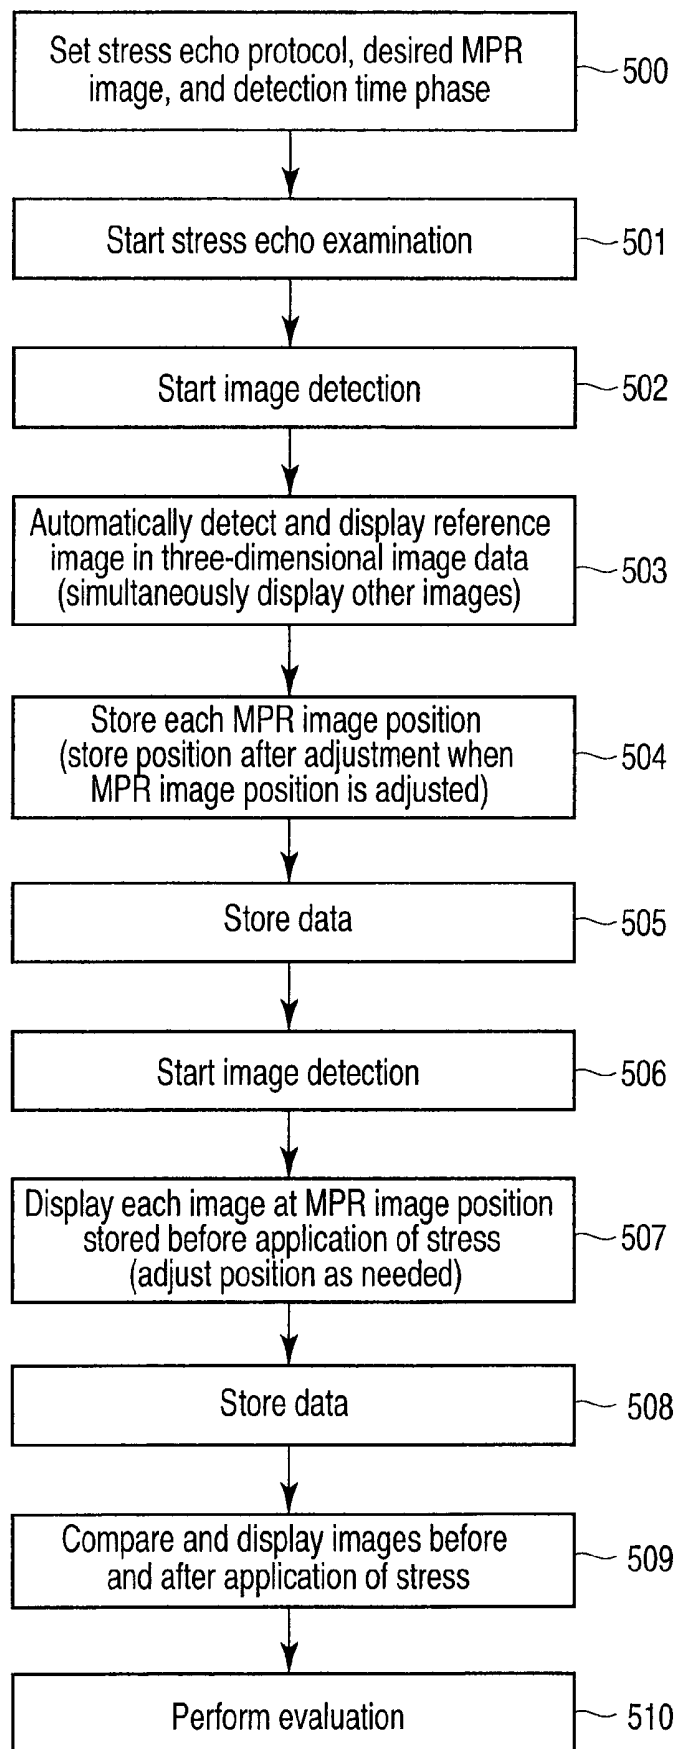 Set stress echo protocol, desired MPR
image, and detection time phase
500
Start stress echo examination
501
Start image detection
502
Automatically detect and display reference
image in three-dimensional image data
(simultaneously display other images)
503
Store each MPR image position
(store position after adjustment when
MPR image position is adjusted)
504
Store data
505
Start image detection
506
Display each image at MPR image position
stored before application of stress
(adjust position as needed)
507
Store data
508
Compare and display images before
and after application of stress
509
Perform evaluation
510